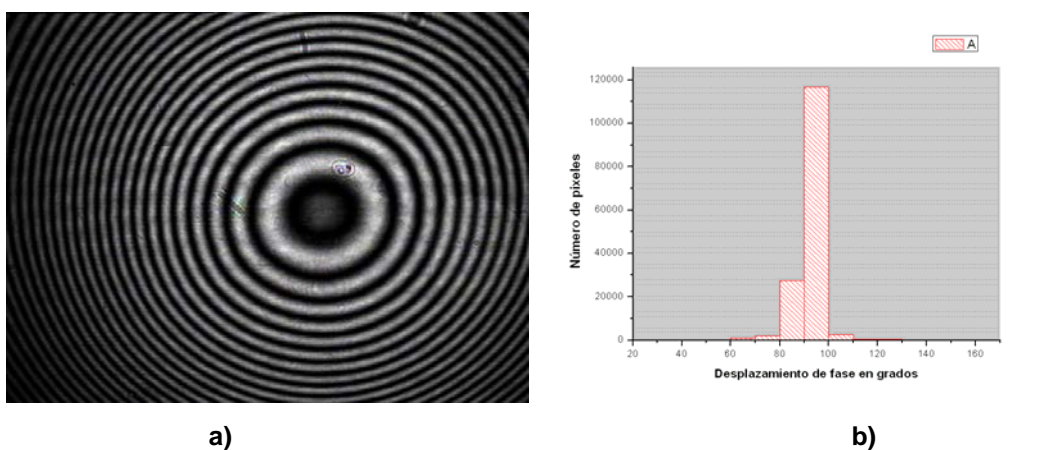 A
120000
100000
80000
60000
40000
20000
0
Número de pixeles
20 40 60 80 100 120 140 160
Desplazamiento de fase en grados
a) b)